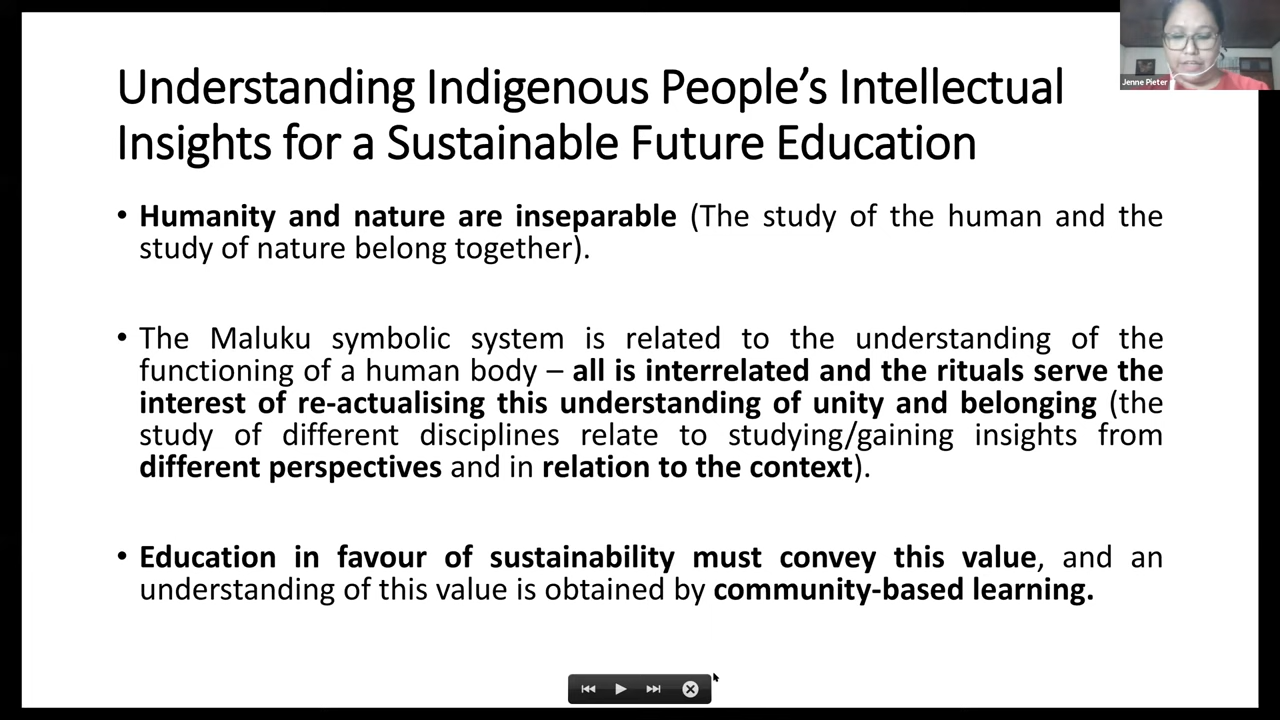 Understanding Indigenous People’s Intellectual
Insights for a Sustainable Future Education
Jenne Pieter
• Humanity and nature are inseparable (The study of the human and the
study of nature belong together).
• The Maluku symbolic system is related to the understanding of the
functioning of a human body – all is interrelated and the rituals serve the
interest of re-actualising this understanding of unity and belonging (the
study of different disciplines relate to studying/gaining insights from
different perspectives and in relation to the context).
• Education in favour of sustainability must convey this value, and an
understanding of this value is obtained by community-based learning.